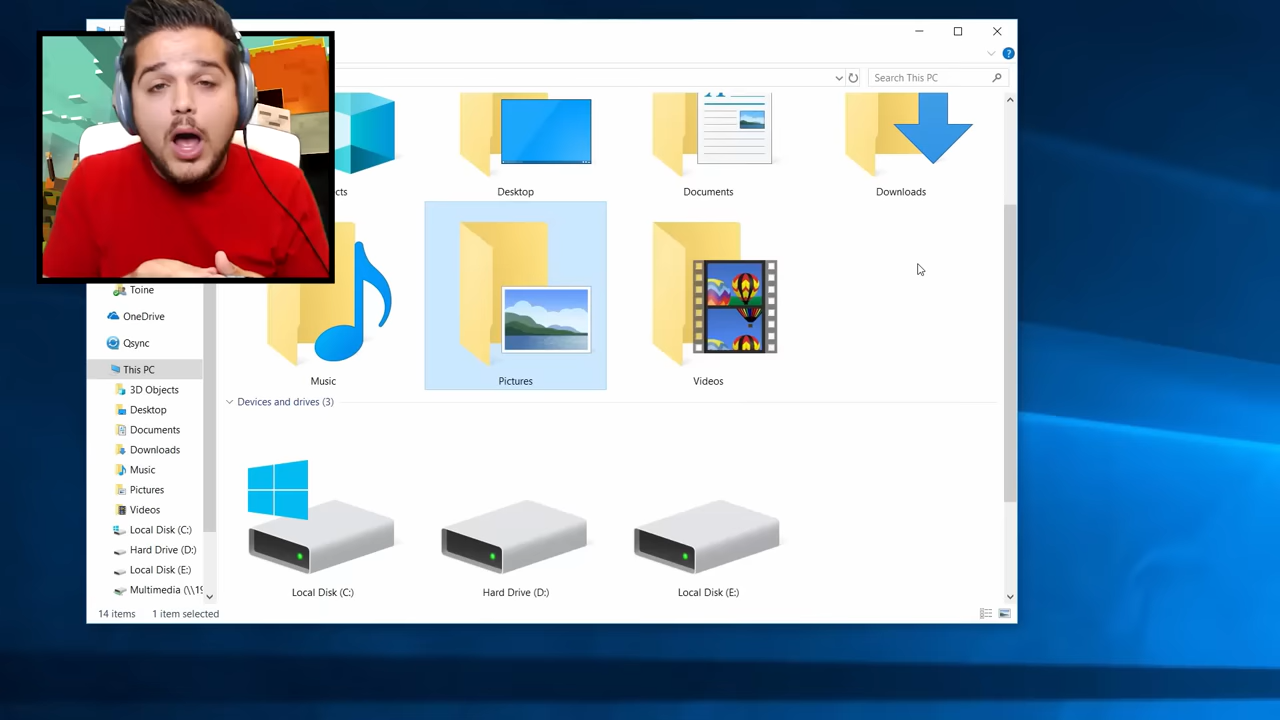 Search This PC
cts
Desktop
Documents
Downloads
Music
Pictures
Videos
Devices and drives (3)
Local Disk (C:)
Hard Drive (D:)
Local Disk (E:)
Toine
OneDrive
Qsync
This PC
3D Objects
Desktop
Documents
Downloads
Music
Pictures
Videos
Local Disk (C:)
Hard Drive (D:)
Local Disk (E:)
Multimedia (\\19
14 items
1 item selected